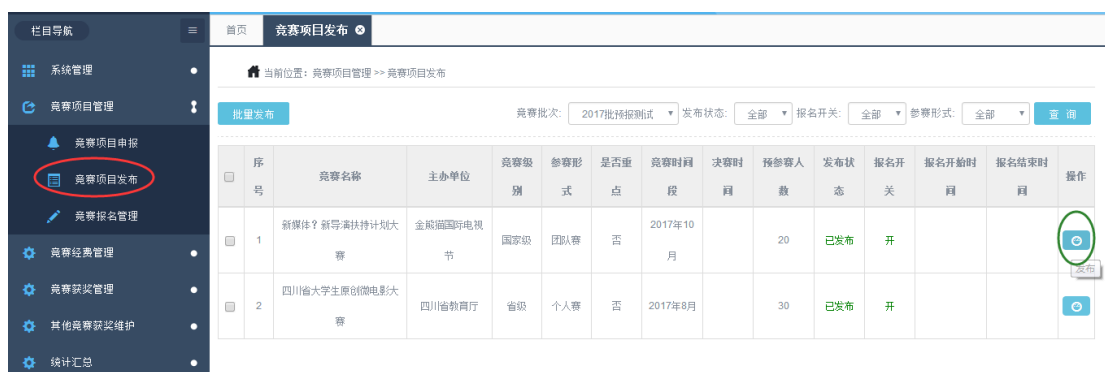 栏目导航
首页
竞赛项目发布
系统管理
当前位置：竞赛项目管理 >> 竞赛项目发布
竞赛项目管理
批里发布
竞赛批次: 2017批预报测试 发布状态: 全部 报名开关: 全部 参赛形式: 全部 查 询
竞赛项目申报
竞赛项目发布
竞赛报名管理
竞赛经费管理
竞赛获奖管理
其他竞赛获奖维护
统计汇总
序号 竞赛名称 主办单位 竞赛级别 参赛形式 是否重点 竞赛时间段 决赛时间 预参赛人数 发布状态 报名开关 报名开始时间 报名结束时间 操作
1 新媒体？新导演扶持计划大赛 金熊猫国际电视节 国家级 团队赛 否 2017年10月 20 已发布 开
发布
2 四川省大学生原创微电影大赛 四川省教育厅 省级 个人赛 否 2017年8月 30 已发布 开